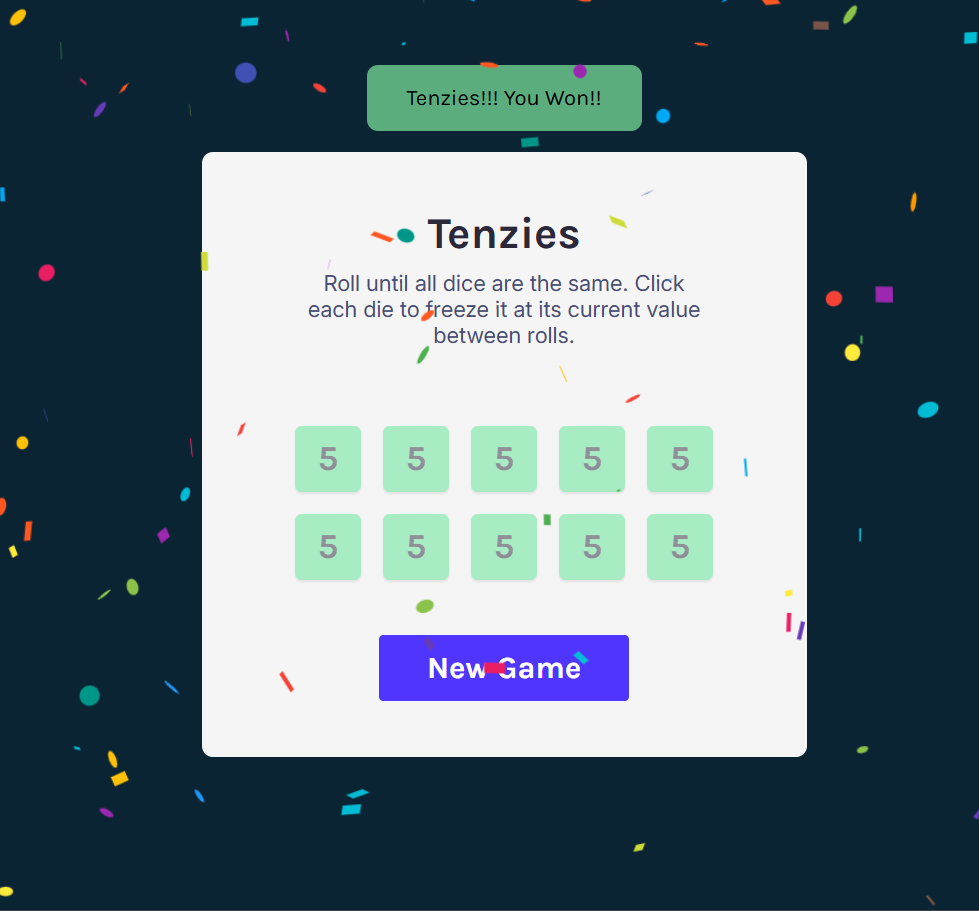 Tenzies!!! You Won!!
Tenzies
Roll until all dice are the same. Click
each die to freeze it at its current value
between rolls.
5 5 5 5 5
5 5 5 5 5
New Game